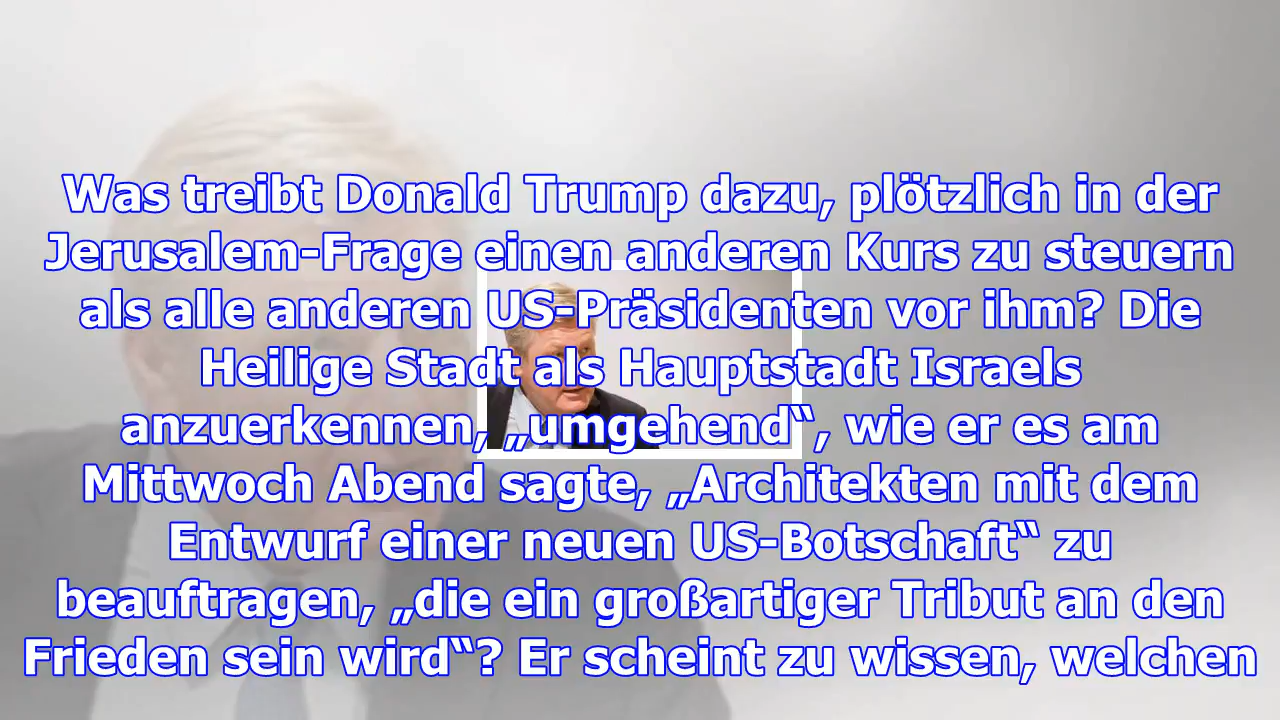 Was treibt Donald Trump dazu, plötzlich in der
Jerusalem-Frage einen anderen Kurs zu steuern
als alle anderen US-Präsidenten vor ihm? Die
Heilige Stadt als Hauptstadt Israels
anzuerkennen, „umgehend“, wie er es am
Mittwoch Abend sagte, „Architekten mit dem
Entwurf einer neuen US-Botschaft“ zu
beauftragen, „die ein großartiger Tribut an den
Frieden sein wird“? Er scheint zu wissen, welchen